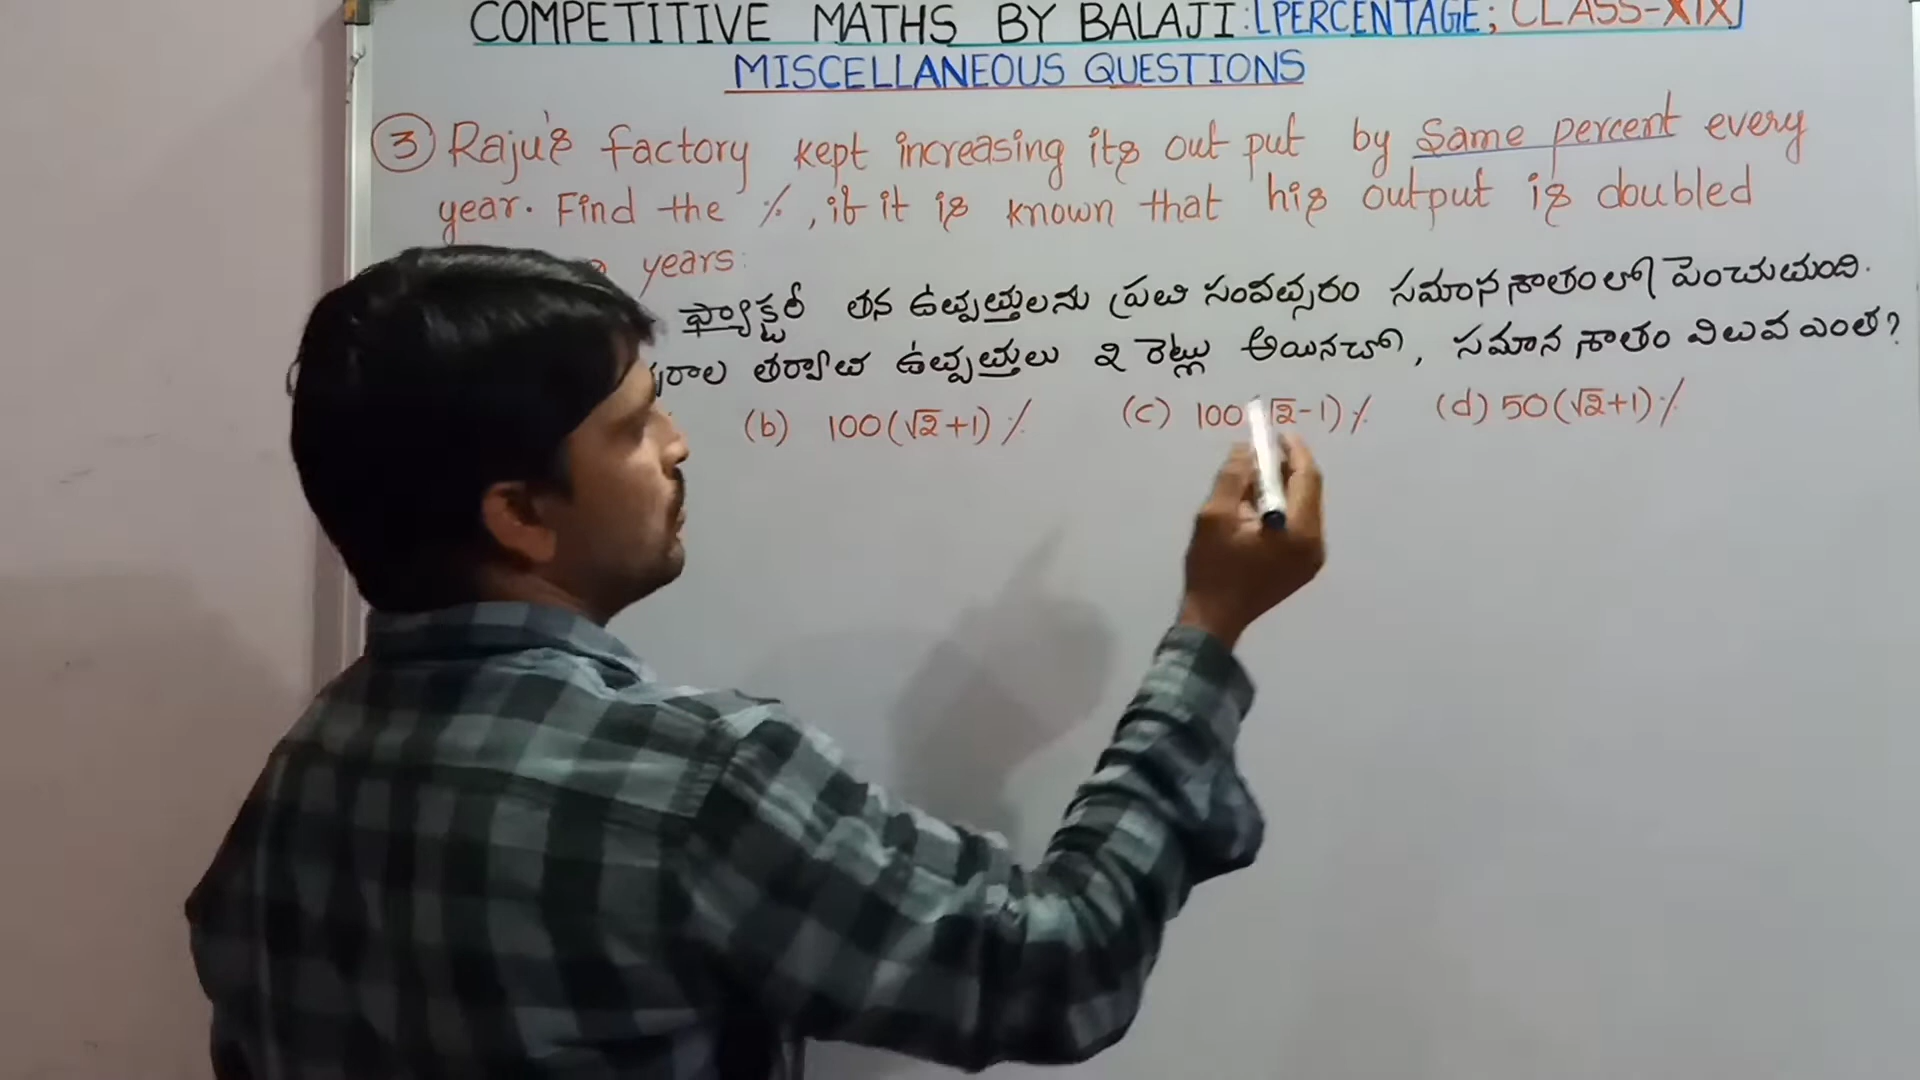 COMPETITIVE MATHS BY BALAJI:[PERCENTAGE; CLASS-XIX]
MISCELLANEOUS QUESTIONS
③ Raju's factory kept increasing its out put by Same percent every
year. Find the %, if it is known that his output is doubled
years:
ఫ్యాక్టరీ తన ఉత్పత్తులను ప్రతి సంవత్సరం సమాన శాతంలో పెంచుచుంది.
తర్వాత ఉత్పత్తులు 2 రెట్లు అయినచో, సమాన శాతం విలువ ఎంత?
(b) 100(√2+1)% (c) 100(√2-1)% (d) 50(√2+1)%